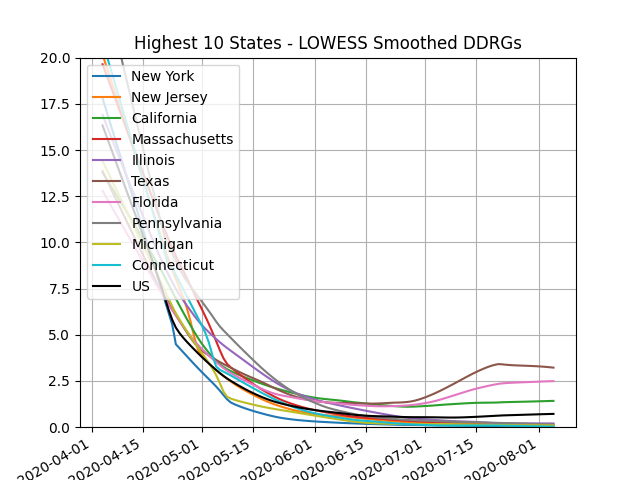 Highest 10 States - LOWESS Smoothed DDRGs
20.0
17.5
15.0
12.5
10.0
7.5
5.0
2.5
0.0
New York
New Jersey
California
Massachusetts
Illinois
Texas
Florida
Pennsylvania
Michigan
Connecticut
US
2020-04-01
2020-04-15
2020-05-01
2020-05-15
2020-06-01
2020-06-15
2020-07-01
2020-07-15
2020-08-01